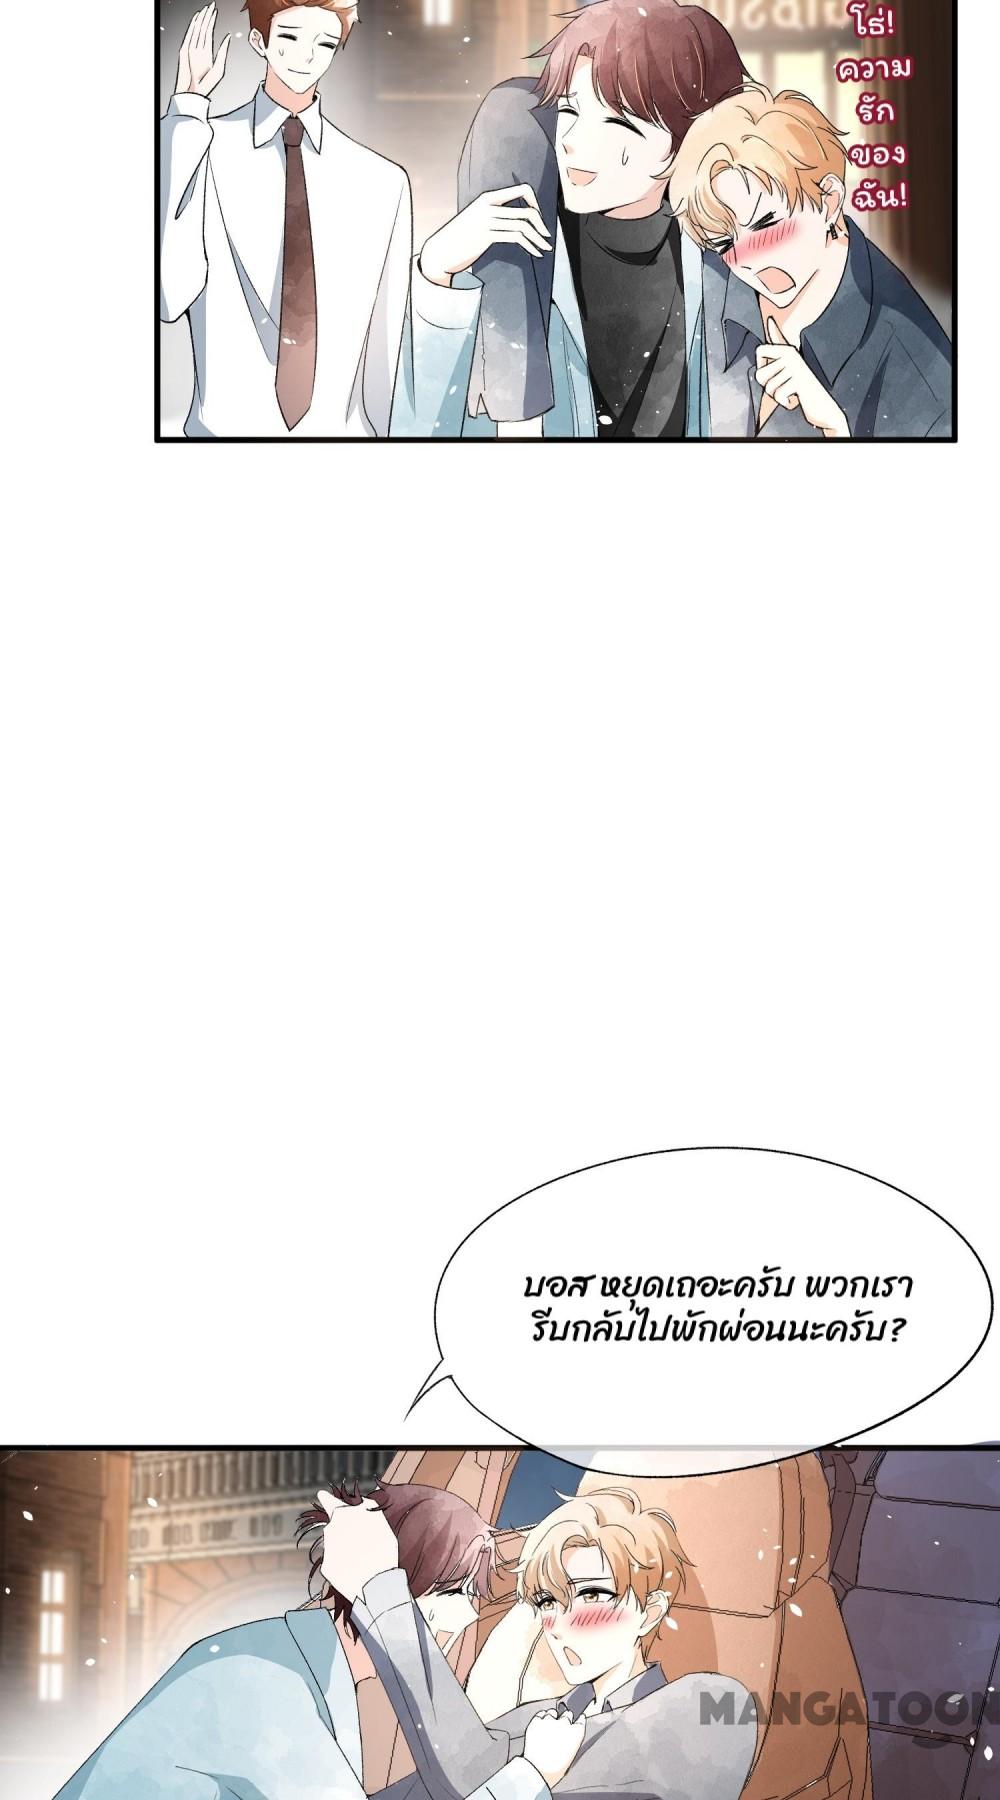 โธ่!
ความ
รัก
ของ
ฉัน!
บอส หยุดเถอะครับ พวกเรา
รีบกลับไปพักผ่อนนะครับ?
MANGATOON